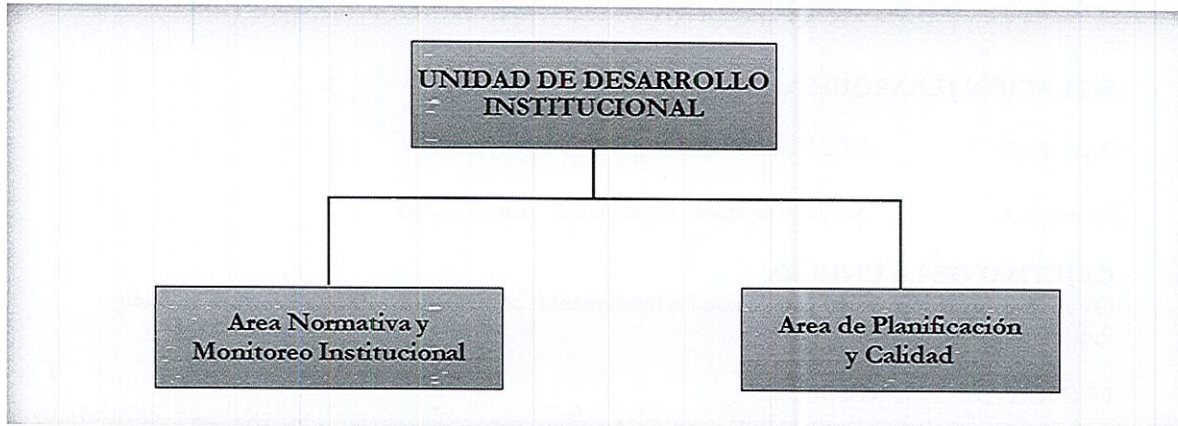 UNIDAD DE DESARROLLO
INSTITUCIONAL
Area Normativa y
Monitoreo Institucional
Area de Planificación
y Calidad